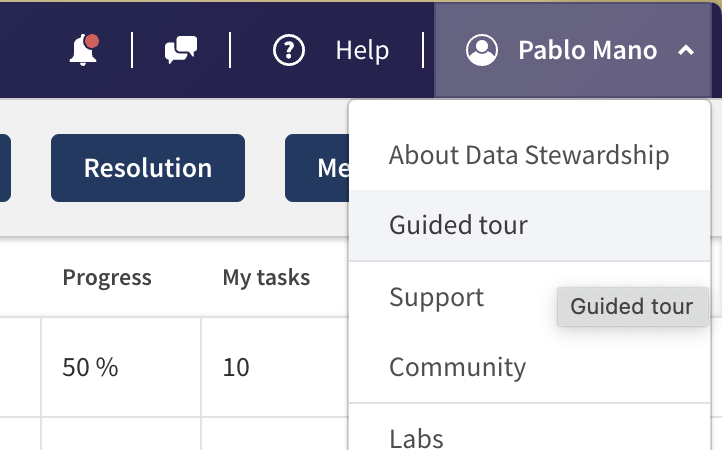 Help
Pablo Mano
Resolution
Me
About Data Stewardship
Guided tour
Progress
My tasks
Support
Guided tour
50 %
10
Community
Labs